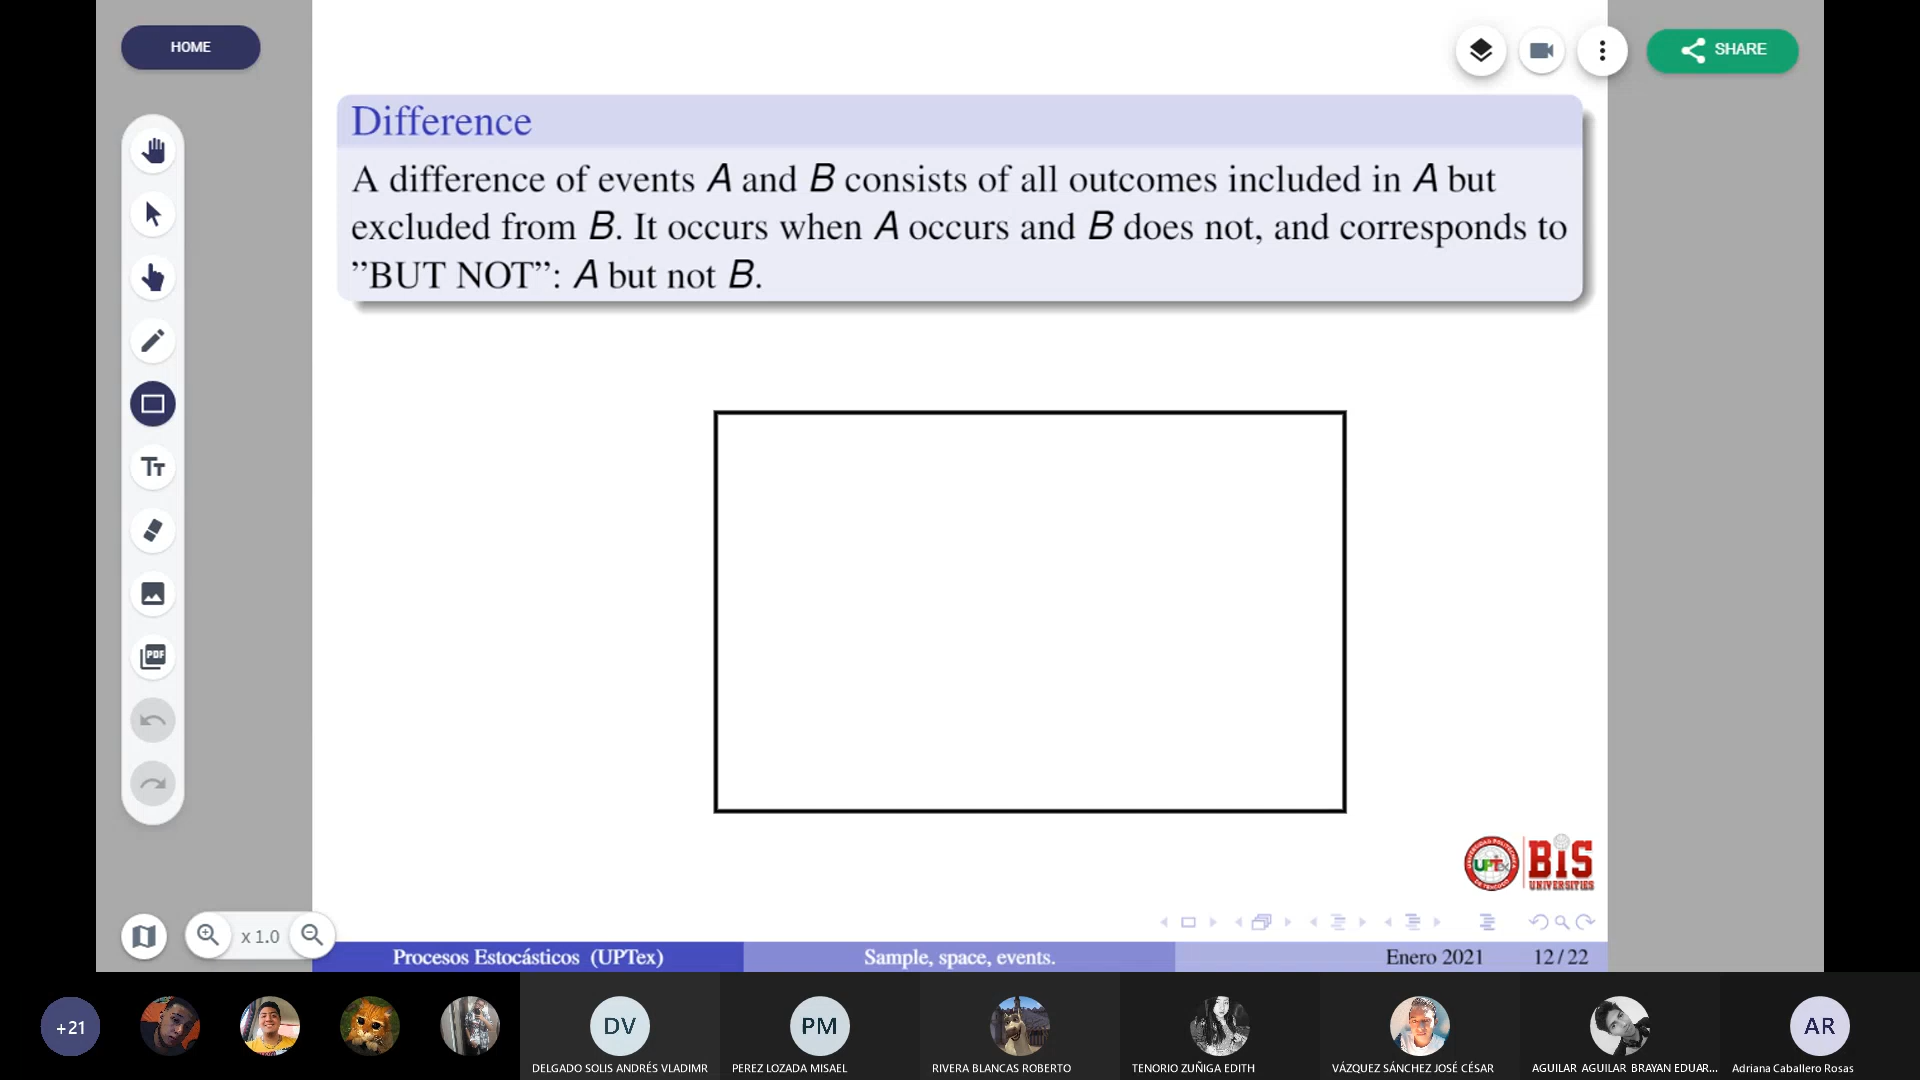 HOME
SHARE
Difference
A difference of events A and B consists of all outcomes included in A but
excluded from B. It occurs when A occurs and B does not, and corresponds to
”BUT NOT”: A but not B.
TT
PDF
UPTex
BiS
UNIVERSITIES
x 1.0
Procesos Estocásticos (UPTex)
Sample, space, events.
Enero 2021
12 / 22
+21
DV
PM
AR
DELGADO SOLIS ANDRÉS VLADIMR
PEREZ LOZADA MISAEL
RIVERA BLANCAS ROBERTO
TENORIO ZUÑIGA EDITH
VÁZQUEZ SÁNCHEZ JOSÉ CÉSAR
AGUILAR AGUILAR BRAYAN EDUAR...
Adriana Caballero Rosas